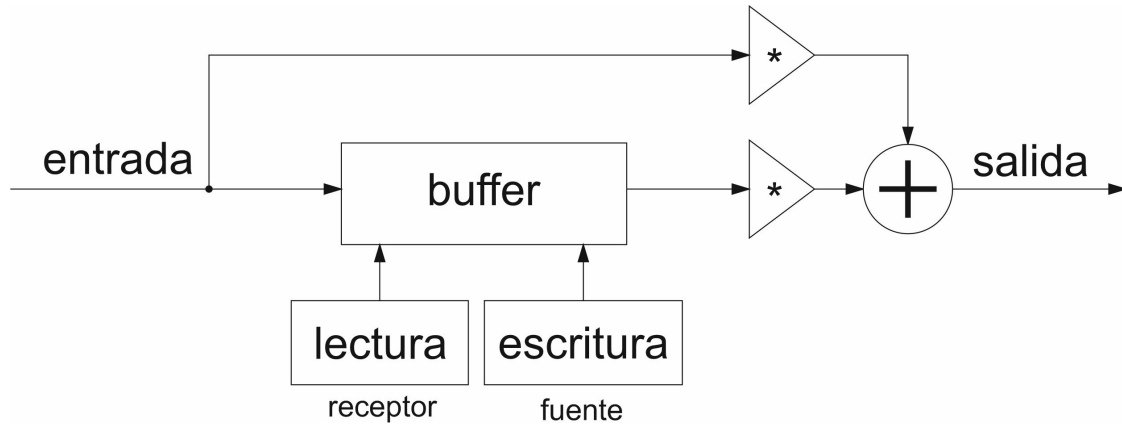 *
entrada
buffer
*
+
salida
lectura
escritura
receptor
fuente